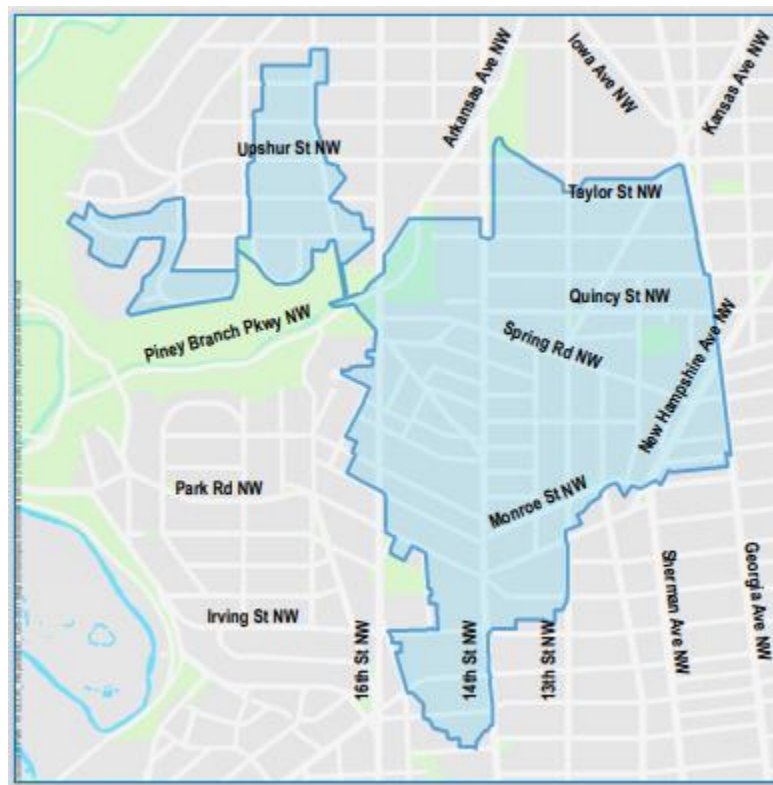 Arkansas Ave NW
Iowa Ave NW
Kansas Ave NW
Upshur St NW
Taylor St NW
Quincy St NW
Piney Branch Pkwy NW
Spring Rd NW
New Hampshire Ave NW
Park Rd NW
Monroe St NW
Irving St NW
16th St NW
14th St NW
13th St NW
Sherman Ave NW
Georgia Ave NW